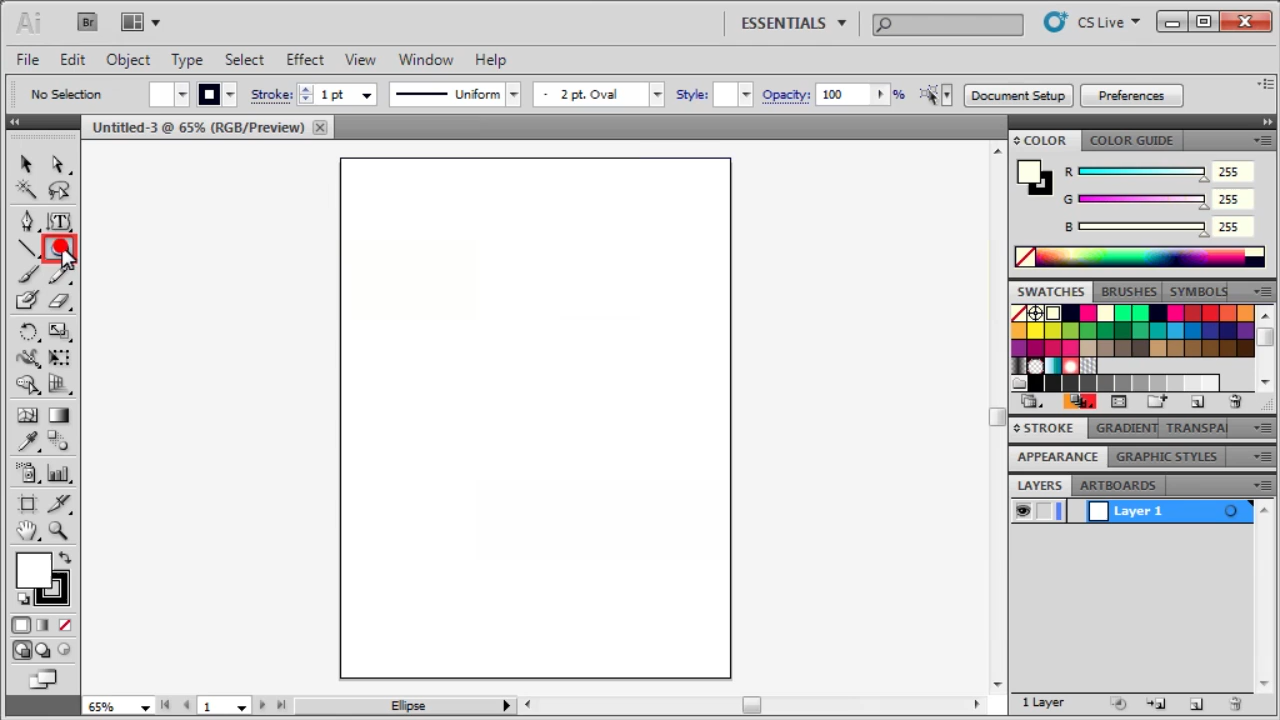 Ai Br ESSENTIALS CS Live
File Edit Object Type Select Effect View Window Help
No Selection Stroke: 1 pt Uniform 2 pt. Oval Style: Opacity: 100 % Document Setup Preferences
Untitled-3 @ 65% (RGB/Preview)
COLOR COLOR GUIDE
R 255
G 255
B 255
SWATCHES BRUSHES SYMBOLS
STROKE GRADIENT TRANSPA
APPEARANCE GRAPHIC STYLES
LAYERS ARTBOARDS
Layer 1
T
65% 1 Ellipse
1 Layer